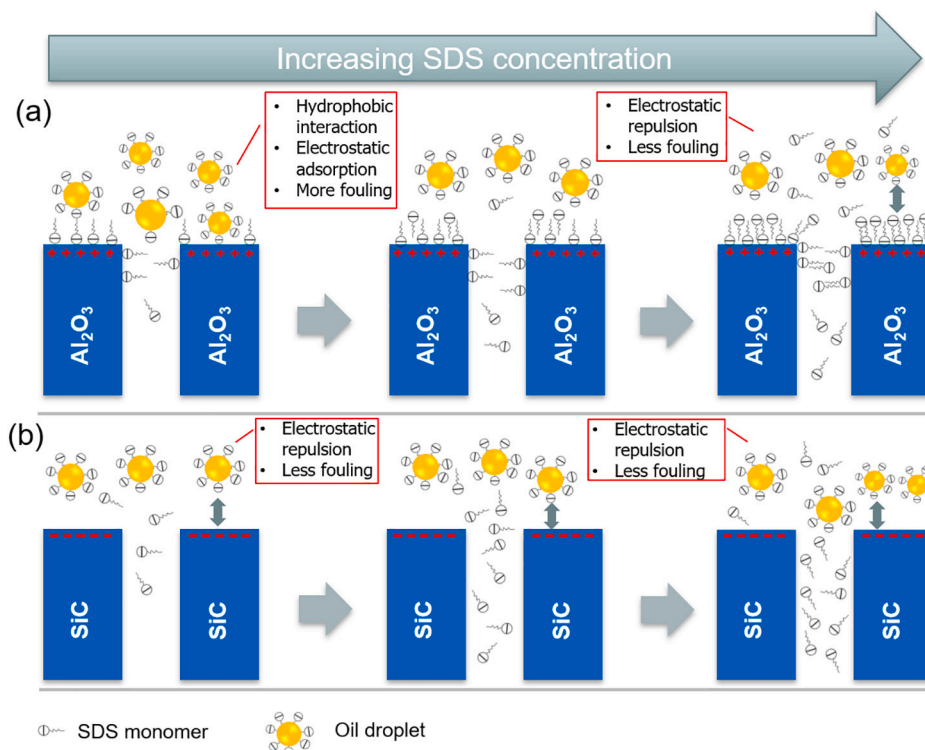 Increasing SDS concentration
(a)
• Hydrophobic
interaction
• Electrostatic
adsorption
• More fouling
• Electrostatic
repulsion
• Less fouling
+ + + + +
+ + + + +
+ + + + +
+ + + + +
+ + + + +
+ + + + +
Al₂O₃
Al₂O₃
Al₂O₃
Al₂O₃
Al₂O₃
Al₂O₃
(b)
• Electrostatic
repulsion
• Less fouling
• Electrostatic
repulsion
• Less fouling
SiC
SiC
SiC
SiC
SiC
SiC
SDS monomer
Oil droplet